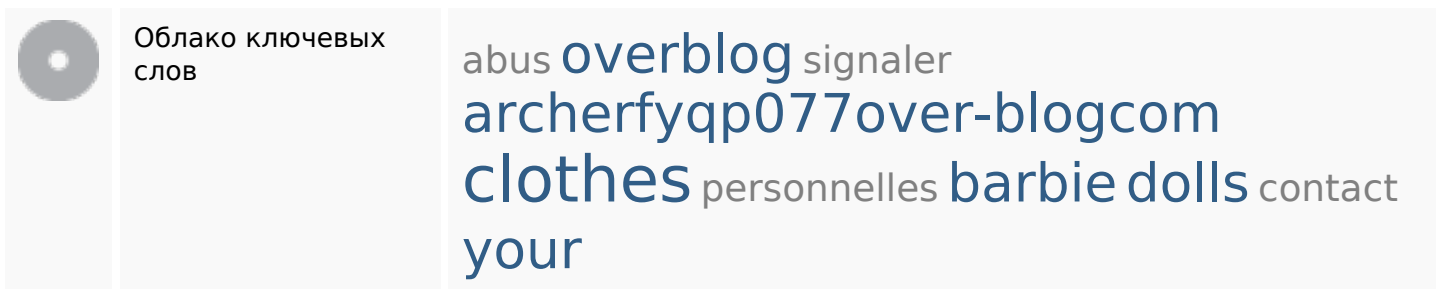 Облако ключевых
слов
abus overblog signaler
archerfyqp077over-blogcom
clothes personnelles barbie dolls contact
your